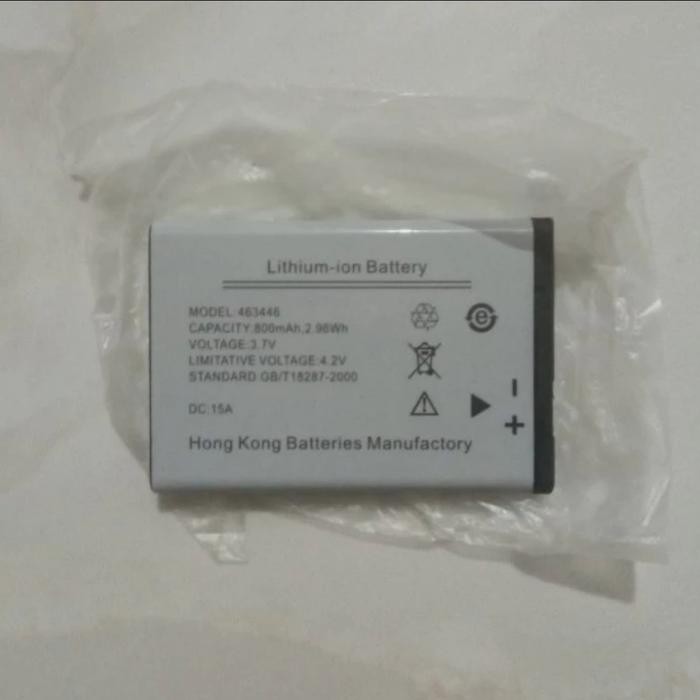 Lithium-ion Battery
MODEL:463446
CAPACITY:800mAh,2.96Wh
VOLTAGE:3.7V
LIMITATIVE VOLTAGE:4.2V
STANDARD:GB/T18287-2000
DC:15A
Hong Kong Batteries Manufactory
e
-
+